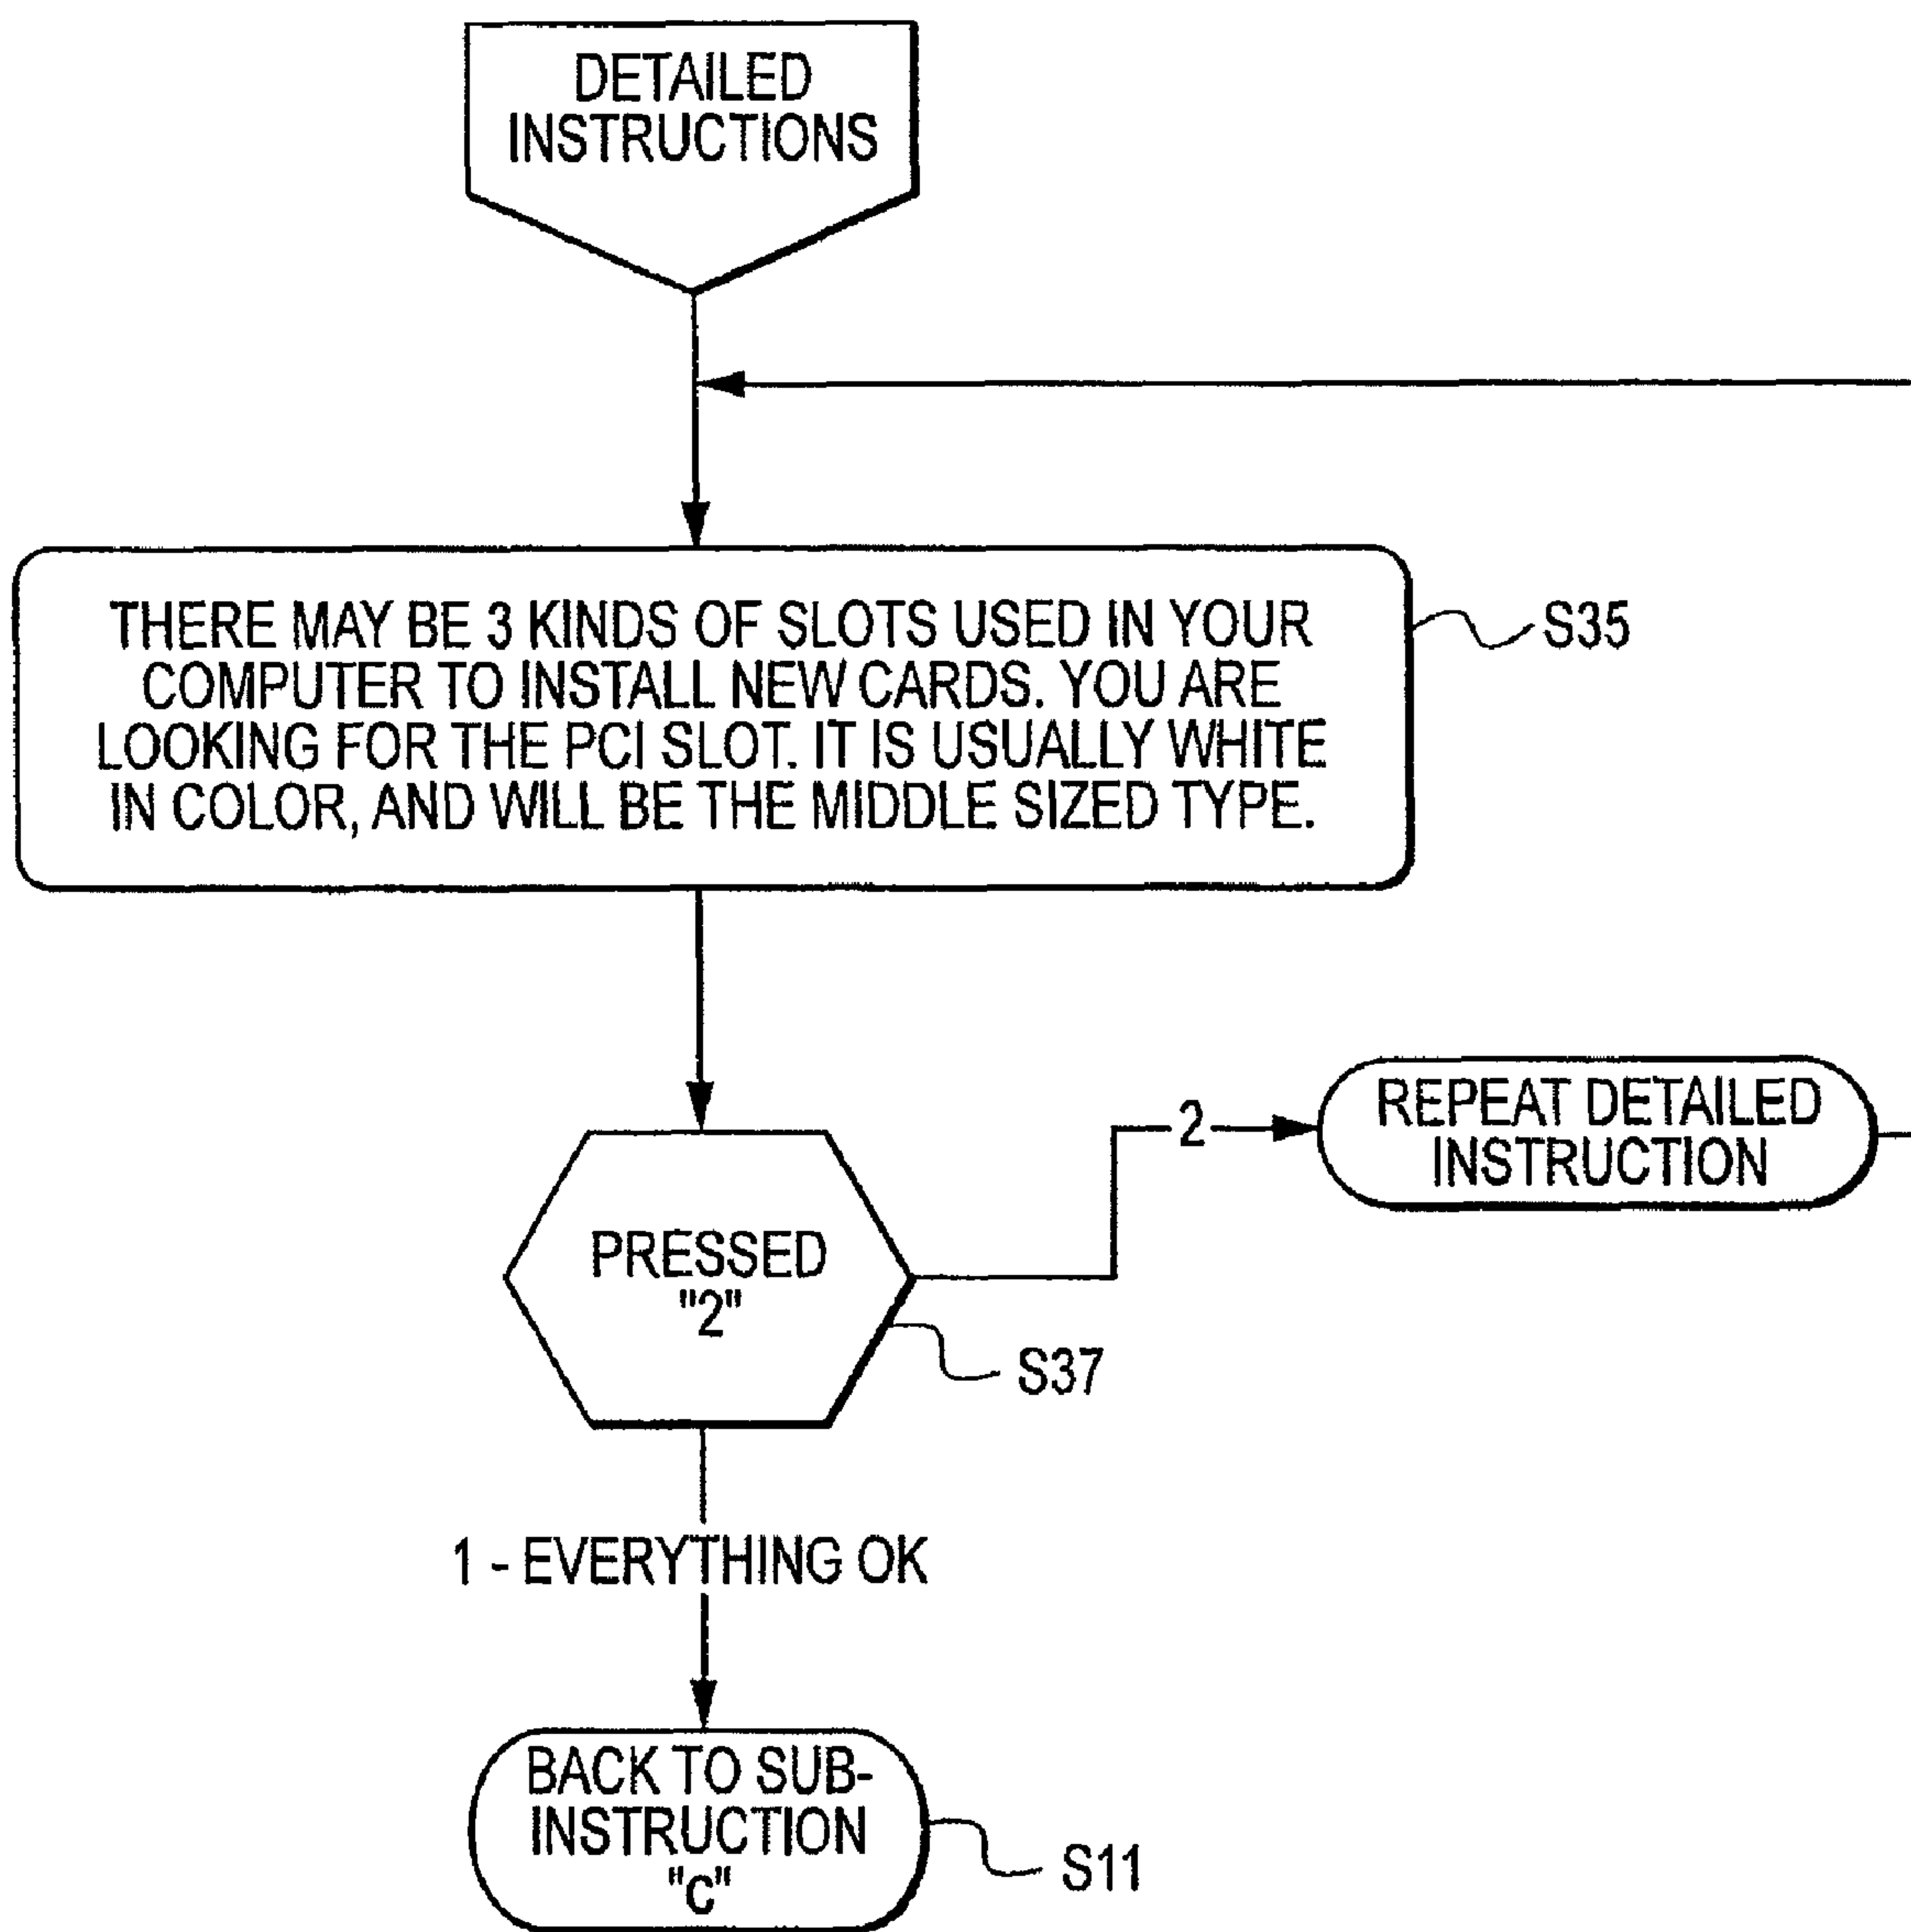 DETAILED
INSTRUCTIONS
THERE MAY BE 3 KINDS OF SLOTS USED IN YOUR
COMPUTER TO INSTALL NEW CARDS. YOU ARE
LOOKING FOR THE PCI SLOT. IT IS USUALLY WHITE
IN COLOR, AND WILL BE THE MIDDLE SIZED TYPE.
S35
2
REPEAT DETAILED
INSTRUCTION
PRESSED
"2"
S37
1 - EVERYTHING OK
BACK TO SUB-
INSTRUCTION
"C"
S11